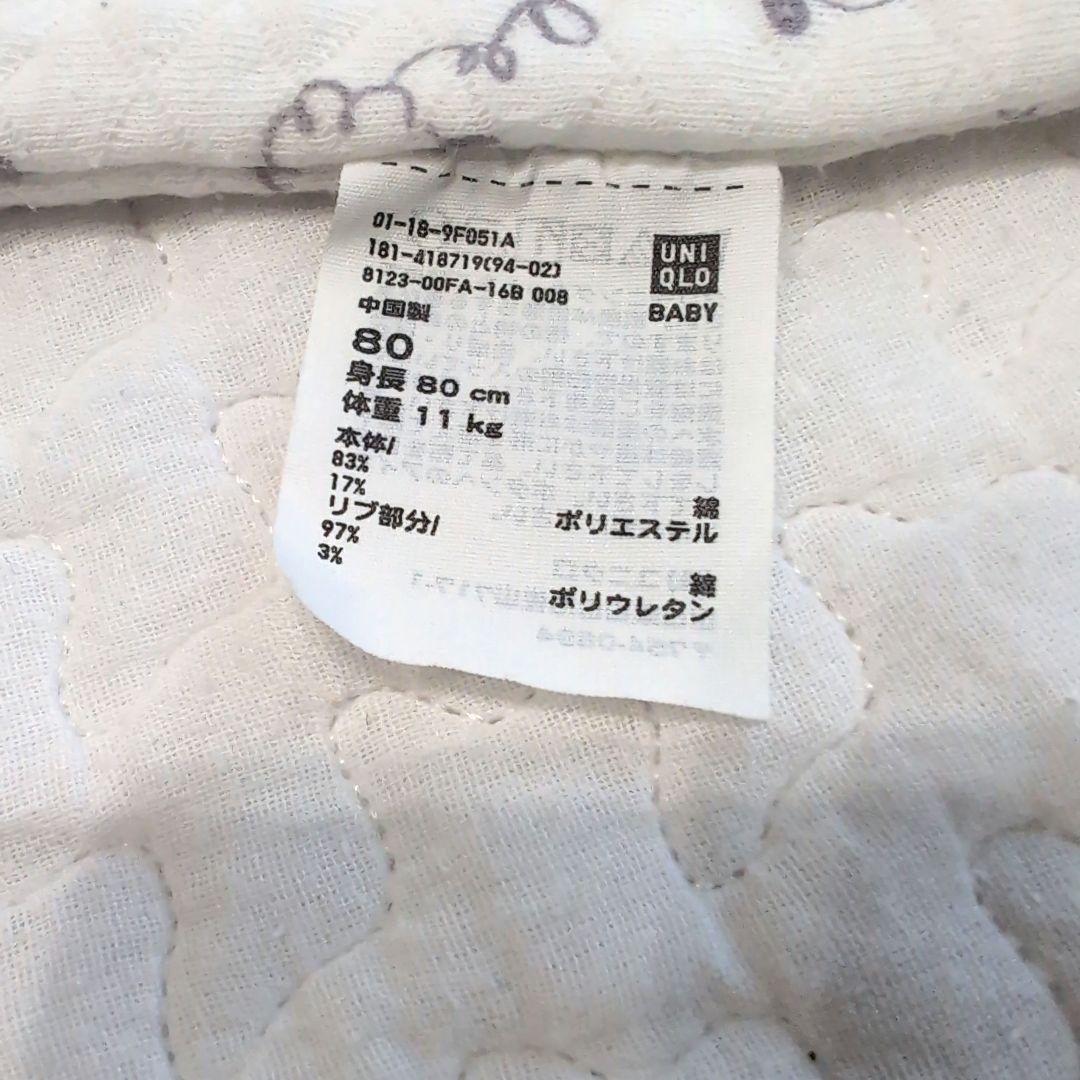 01-18-9F051A
181-418719(94-02)
8123-00FA-16B 008
UNI
QLO
BABY
中国製
80
身長 80 cm
体重 11 kg
本体/
83% 綿
17% ポリエステル
リブ部分/
97% 綿
3% ポリウレタン